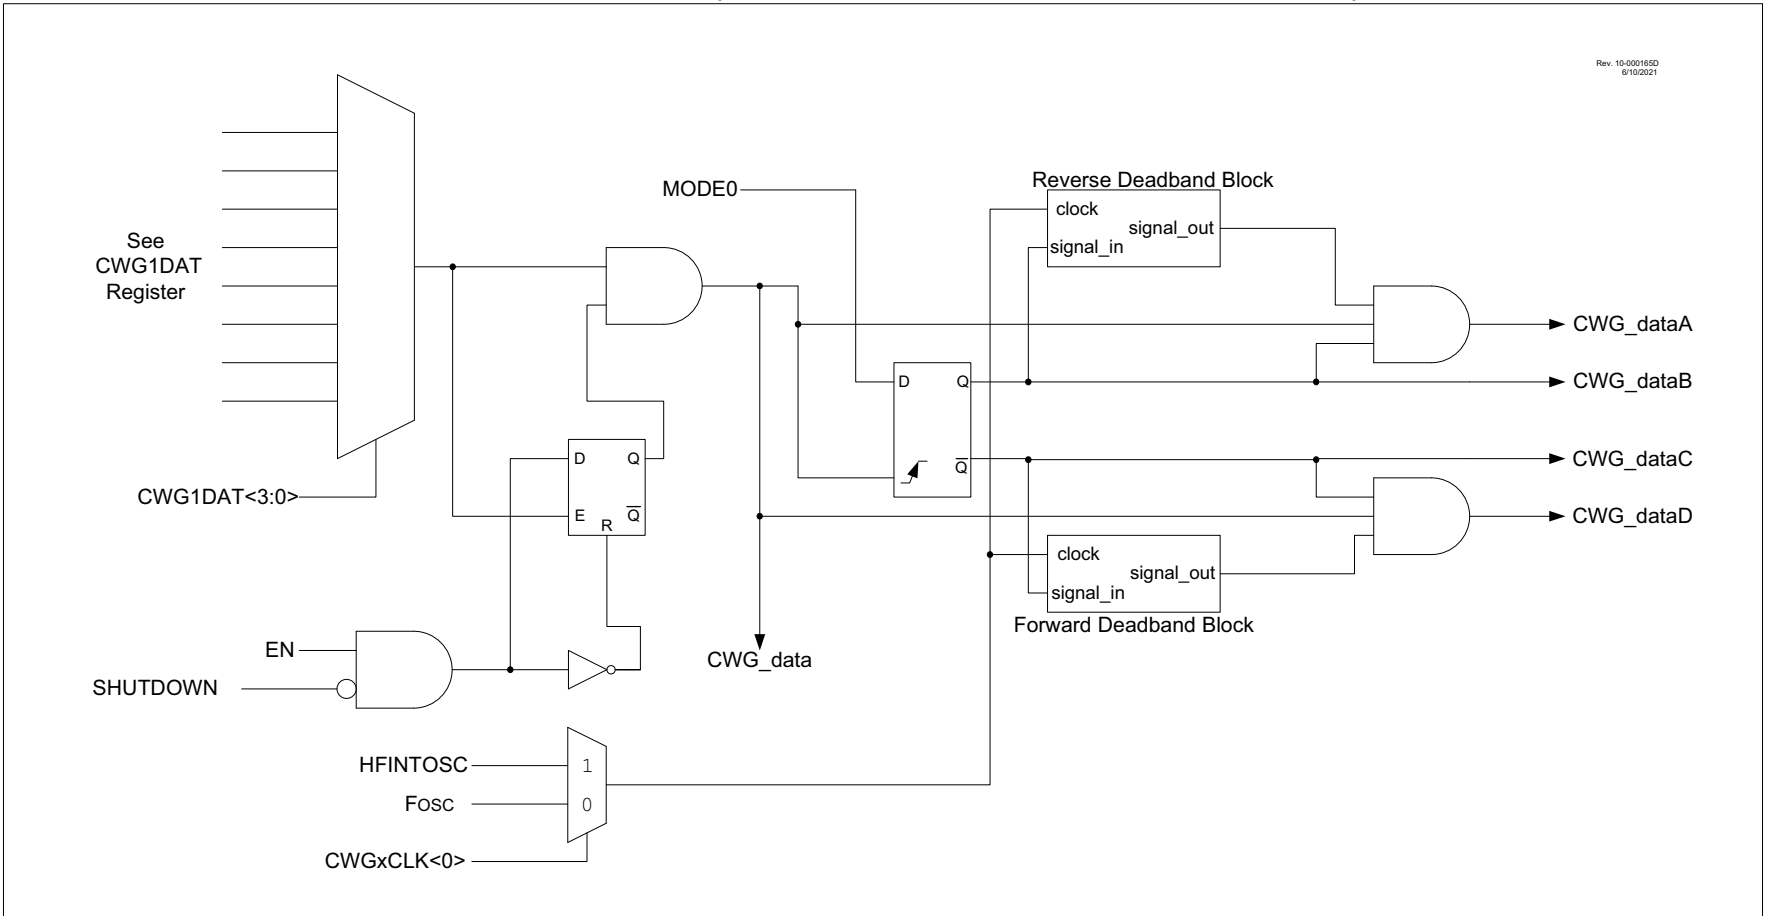 Rev. 10-000165D
6/10/2021
See
CWG1DAT
Register
CWG1DAT<3:0>
MODE0
Reverse Deadband Block
clock
signal_in
signal_out
D
Q
Q
CWG_dataA
CWG_dataB
CWG_dataC
CWG_dataD
D
Q
E
R
Q
clock
signal_in
signal_out
Forward Deadband Block
EN
SHUTDOWN
CWG_data
HFINTOSC
1
FOSC
0
CWGxCLK<0>